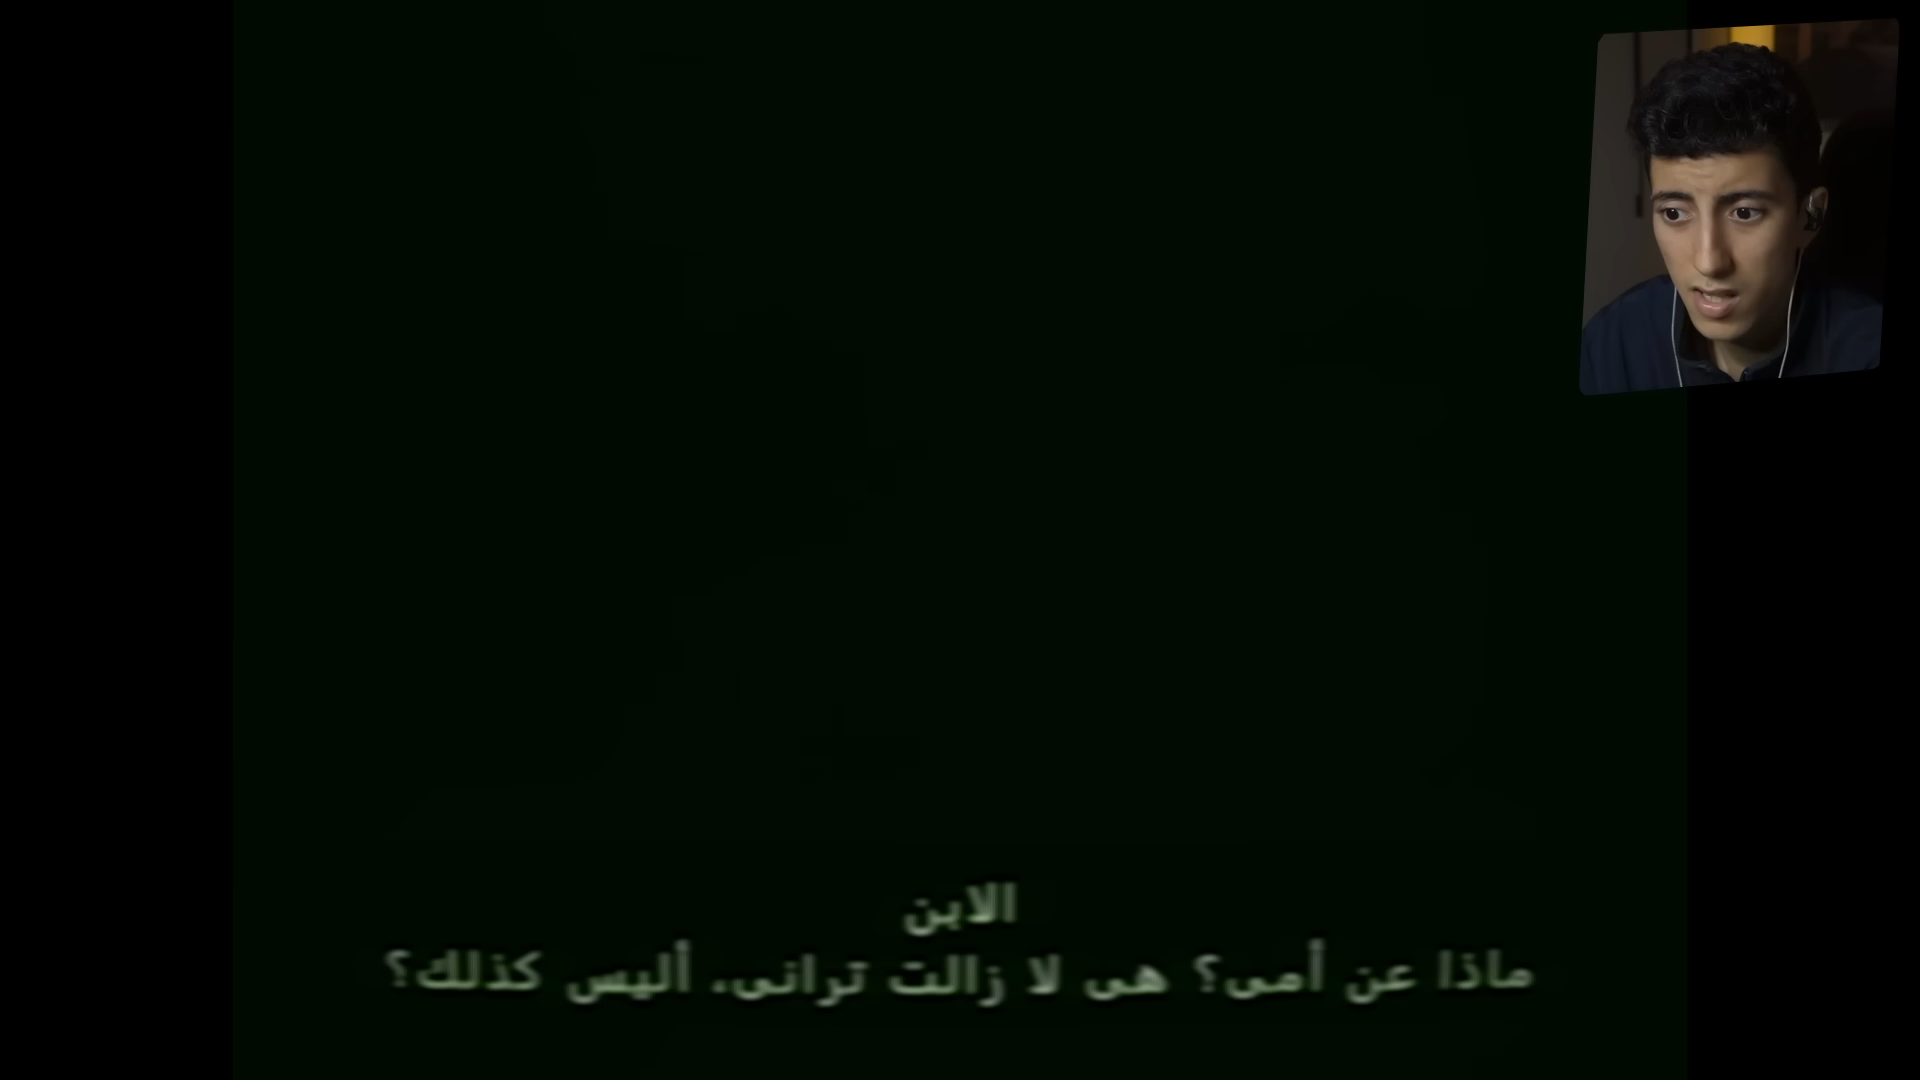 الابن
ماذا عن أمى؟ هى لا زالت ترانى. أليس كذلك؟